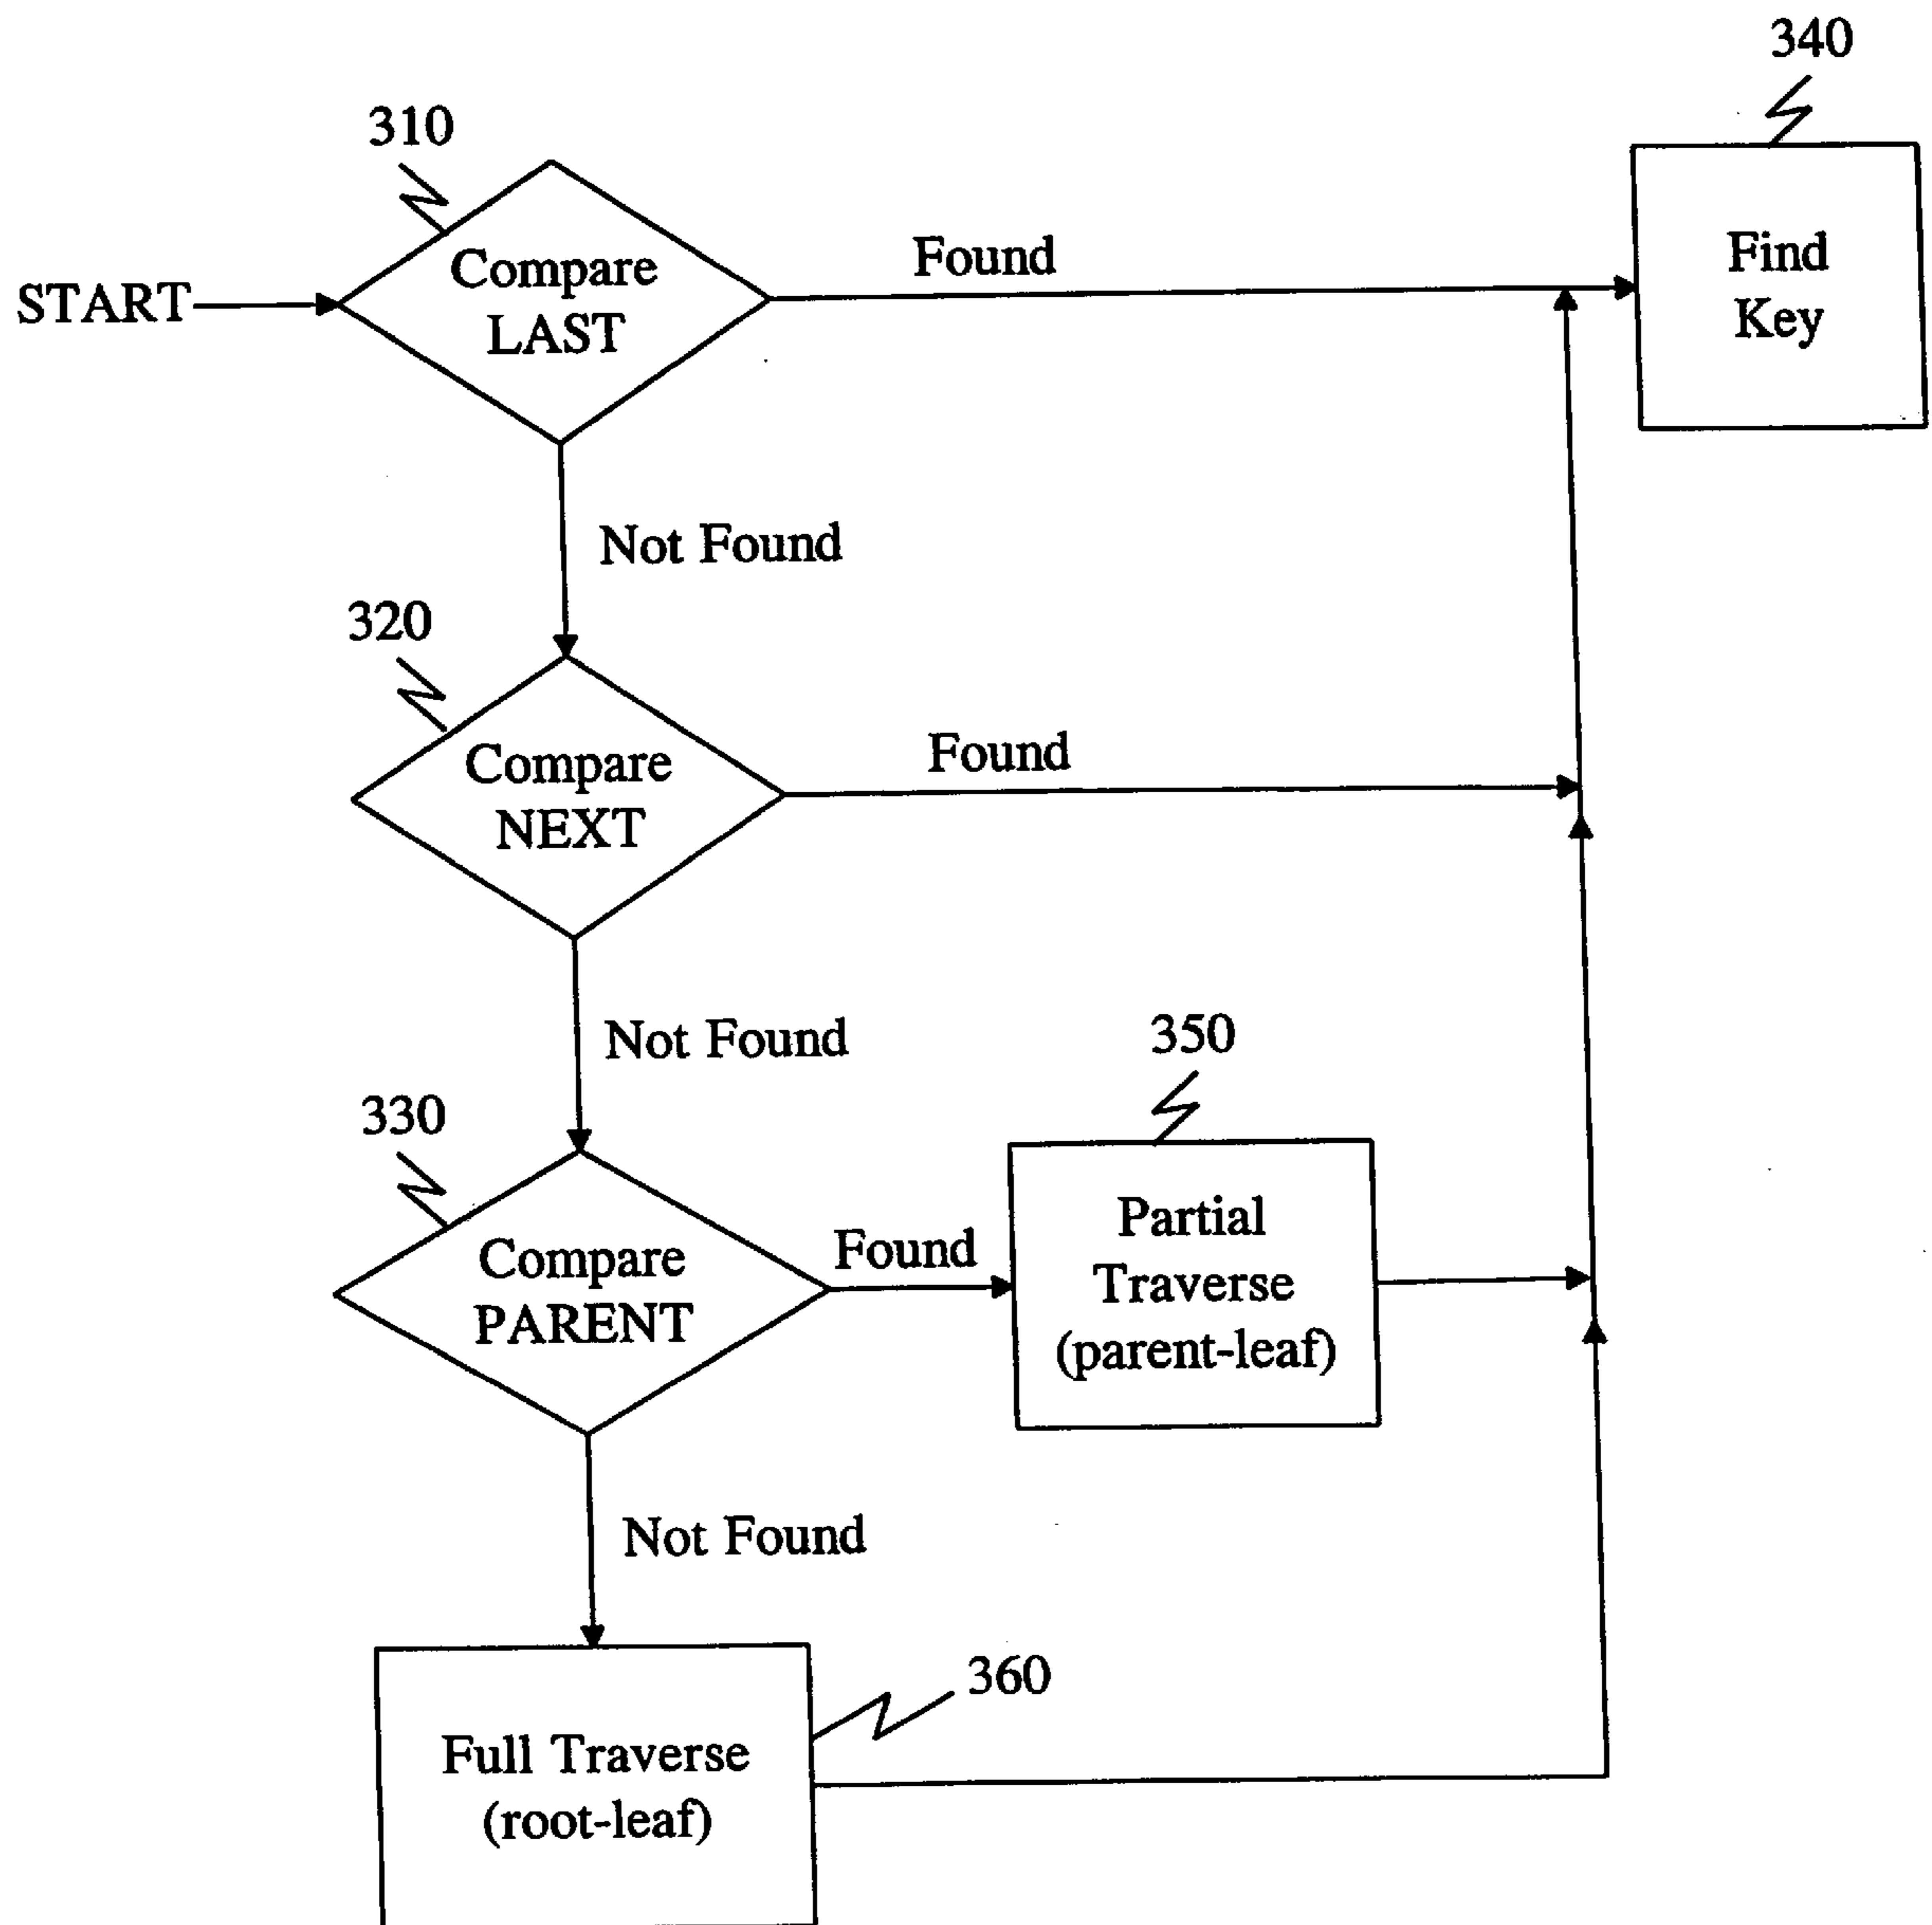 340
310
Compare
LAST
Found
Find
Key
START
Not Found
320
Compare
NEXT
Found
Not Found
350
330
Compare
PARENT
Found
Partial
Traverse
(parent-leaf)
Not Found
360
Full Traverse
(root-leaf)